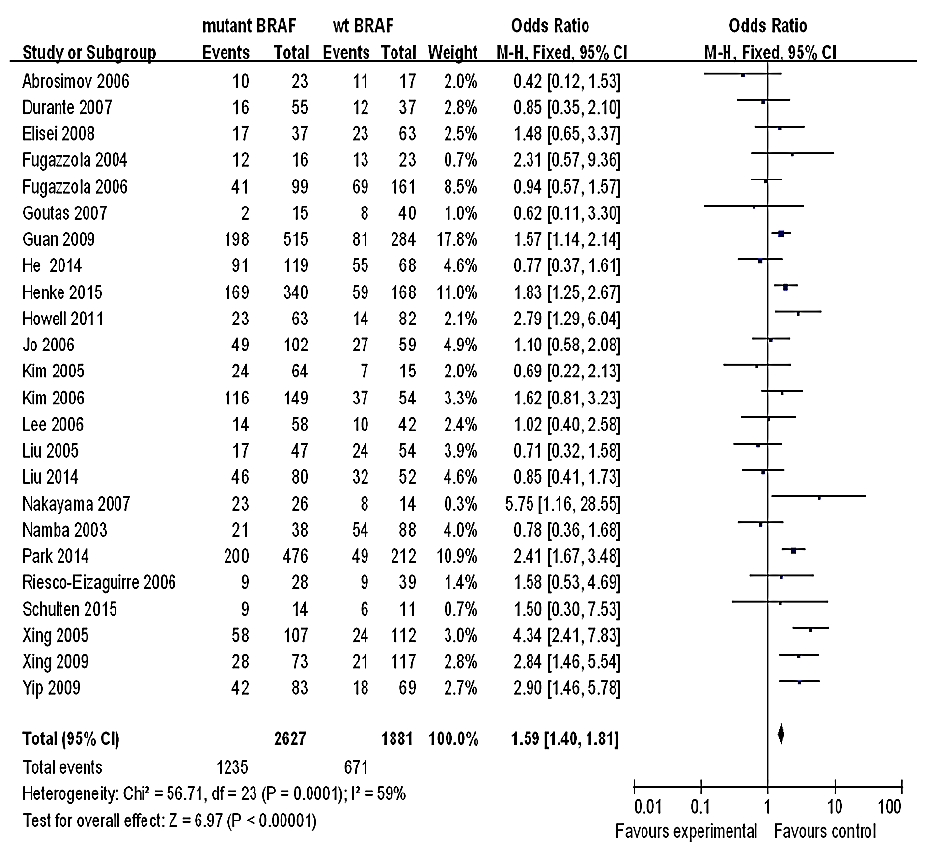 mutant BRAF wt BRAF Odds Ratio Odds Ratio
Study or Subgroup Events Total Events Total Weight M-H, Fixed, 95% CI M-H, Fixed, 95% CI
Abrosimov 2006 10 23 11 17 2.0% 0.42 [0.12, 1.53]
Durante 2007 16 55 12 37 2.8% 0.85 [0.35, 2.10]
Elisei 2008 17 37 23 63 2.5% 1.48 [0.65, 3.37]
Fugazzola 2004 12 16 13 23 0.7% 2.31 [0.57, 9.36]
Fugazzola 2006 41 99 69 161 8.5% 0.94 [0.57, 1.57]
Goutas 2007 2 15 8 40 1.0% 0.62 [0.11, 3.30]
Guan 2009 198 515 81 284 17.8% 1.57 [1.14, 2.14]
He 2014 91 119 55 68 4.6% 0.77 [0.37, 1.61]
Henke 2015 169 340 59 168 11.0% 1.83 [1.25, 2.67]
Howell 2011 23 63 14 82 2.1% 2.79 [1.29, 6.04]
Jo 2006 49 102 27 59 4.9% 1.10 [0.58, 2.08]
Kim 2005 24 64 7 15 2.0% 0.69 [0.22, 2.13]
Kim 2006 116 149 37 54 3.3% 1.62 [0.81, 3.23]
Lee 2006 14 58 10 42 2.4% 1.02 [0.40, 2.58]
Liu 2005 17 47 24 54 3.9% 0.71 [0.32, 1.58]
Liu 2014 46 80 32 52 4.6% 0.85 [0.41, 1.73]
Nakayama 2007 23 26 8 14 0.3% 5.75 [1.16, 28.55]
Namba 2003 21 38 54 88 4.0% 0.78 [0.36, 1.68]
Park 2014 200 476 49 212 10.9% 2.41 [1.67, 3.48]
Riesco-Eizaguirre 2006 9 28 9 39 1.4% 1.58 [0.53, 4.69]
Schulten 2015 9 14 6 11 0.7% 1.50 [0.30, 7.53]
Xing 2005 58 107 24 112 3.0% 4.34 [2.41, 7.83]
Xing 2009 28 73 21 117 2.8% 2.84 [1.46, 5.54]
Yip 2009 42 83 18 69 2.7% 2.90 [1.46, 5.78]
Total (95% CI) 2627 1881 100.0% 1.59 [1.40, 1.81]
Total events 1235 671
Heterogeneity: Chi² = 56.71, df = 23 (P = 0.0001); I² = 59%
Test for overall effect: Z = 6.97 (P < 0.00001)
0.01 0.1 1 10 100
Favours experimental Favours control